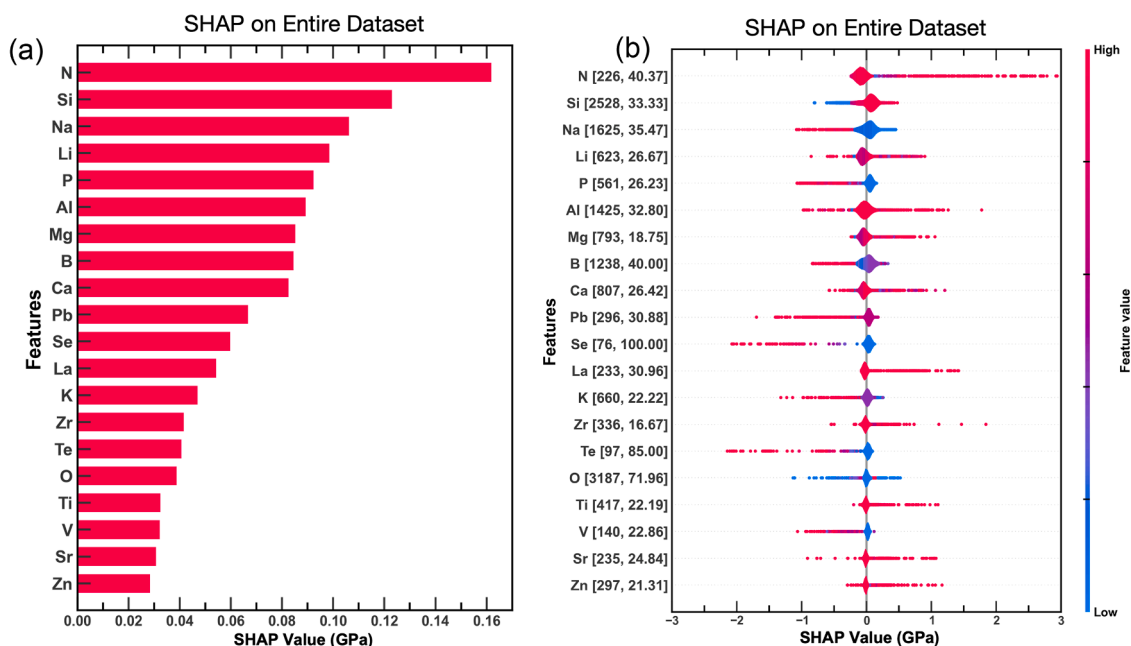 (a)
SHAP on Entire Dataset
Features
N
Si
Na
Li
P
Al
Mg
B
Ca
Pb
Se
La
K
Zr
Te
O
Ti
V
Sr
Zn
0.00 0.02 0.04 0.06 0.08 0.10 0.12 0.14 0.16
SHAP Value (GPa)
(b)
SHAP on Entire Dataset
Features
N [226, 40.37]
Si [2528, 33.33]
Na [1625, 35.47]
Li [623, 26.67]
P [561, 26.23]
Al [1425, 32.80]
Mg [793, 18.75]
B [1238, 40.00]
Ca [807, 26.42]
Pb [296, 30.88]
Se [76, 100.00]
La [233, 30.96]
K [660, 22.22]
Zr [336, 16.67]
Te [97, 85.00]
O [3187, 71.96]
Ti [417, 22.19]
V [140, 22.86]
Sr [235, 24.84]
Zn [297, 21.31]
−3 −2 −1 0 1 2 3
SHAP Value (GPa)
High
Feature value
Low